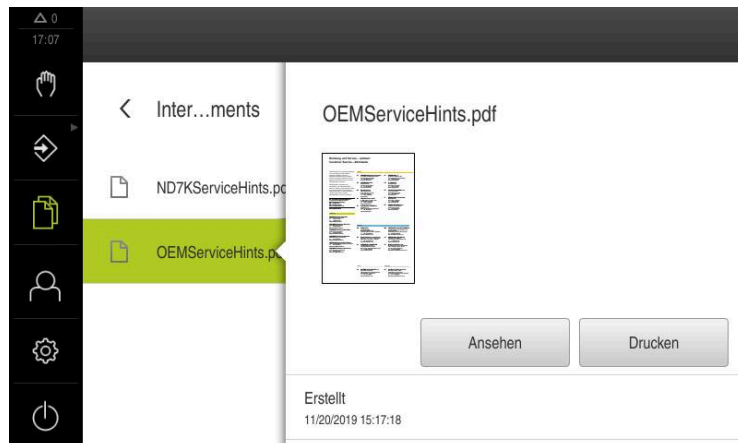 △ 0
17:07
Inter…ments
OEMServiceHints.pdf
ND7KServiceHints.pd
OEMServiceHints.p
Ansehen
Drucken
Erstellt
11/20/2019 15:17:18